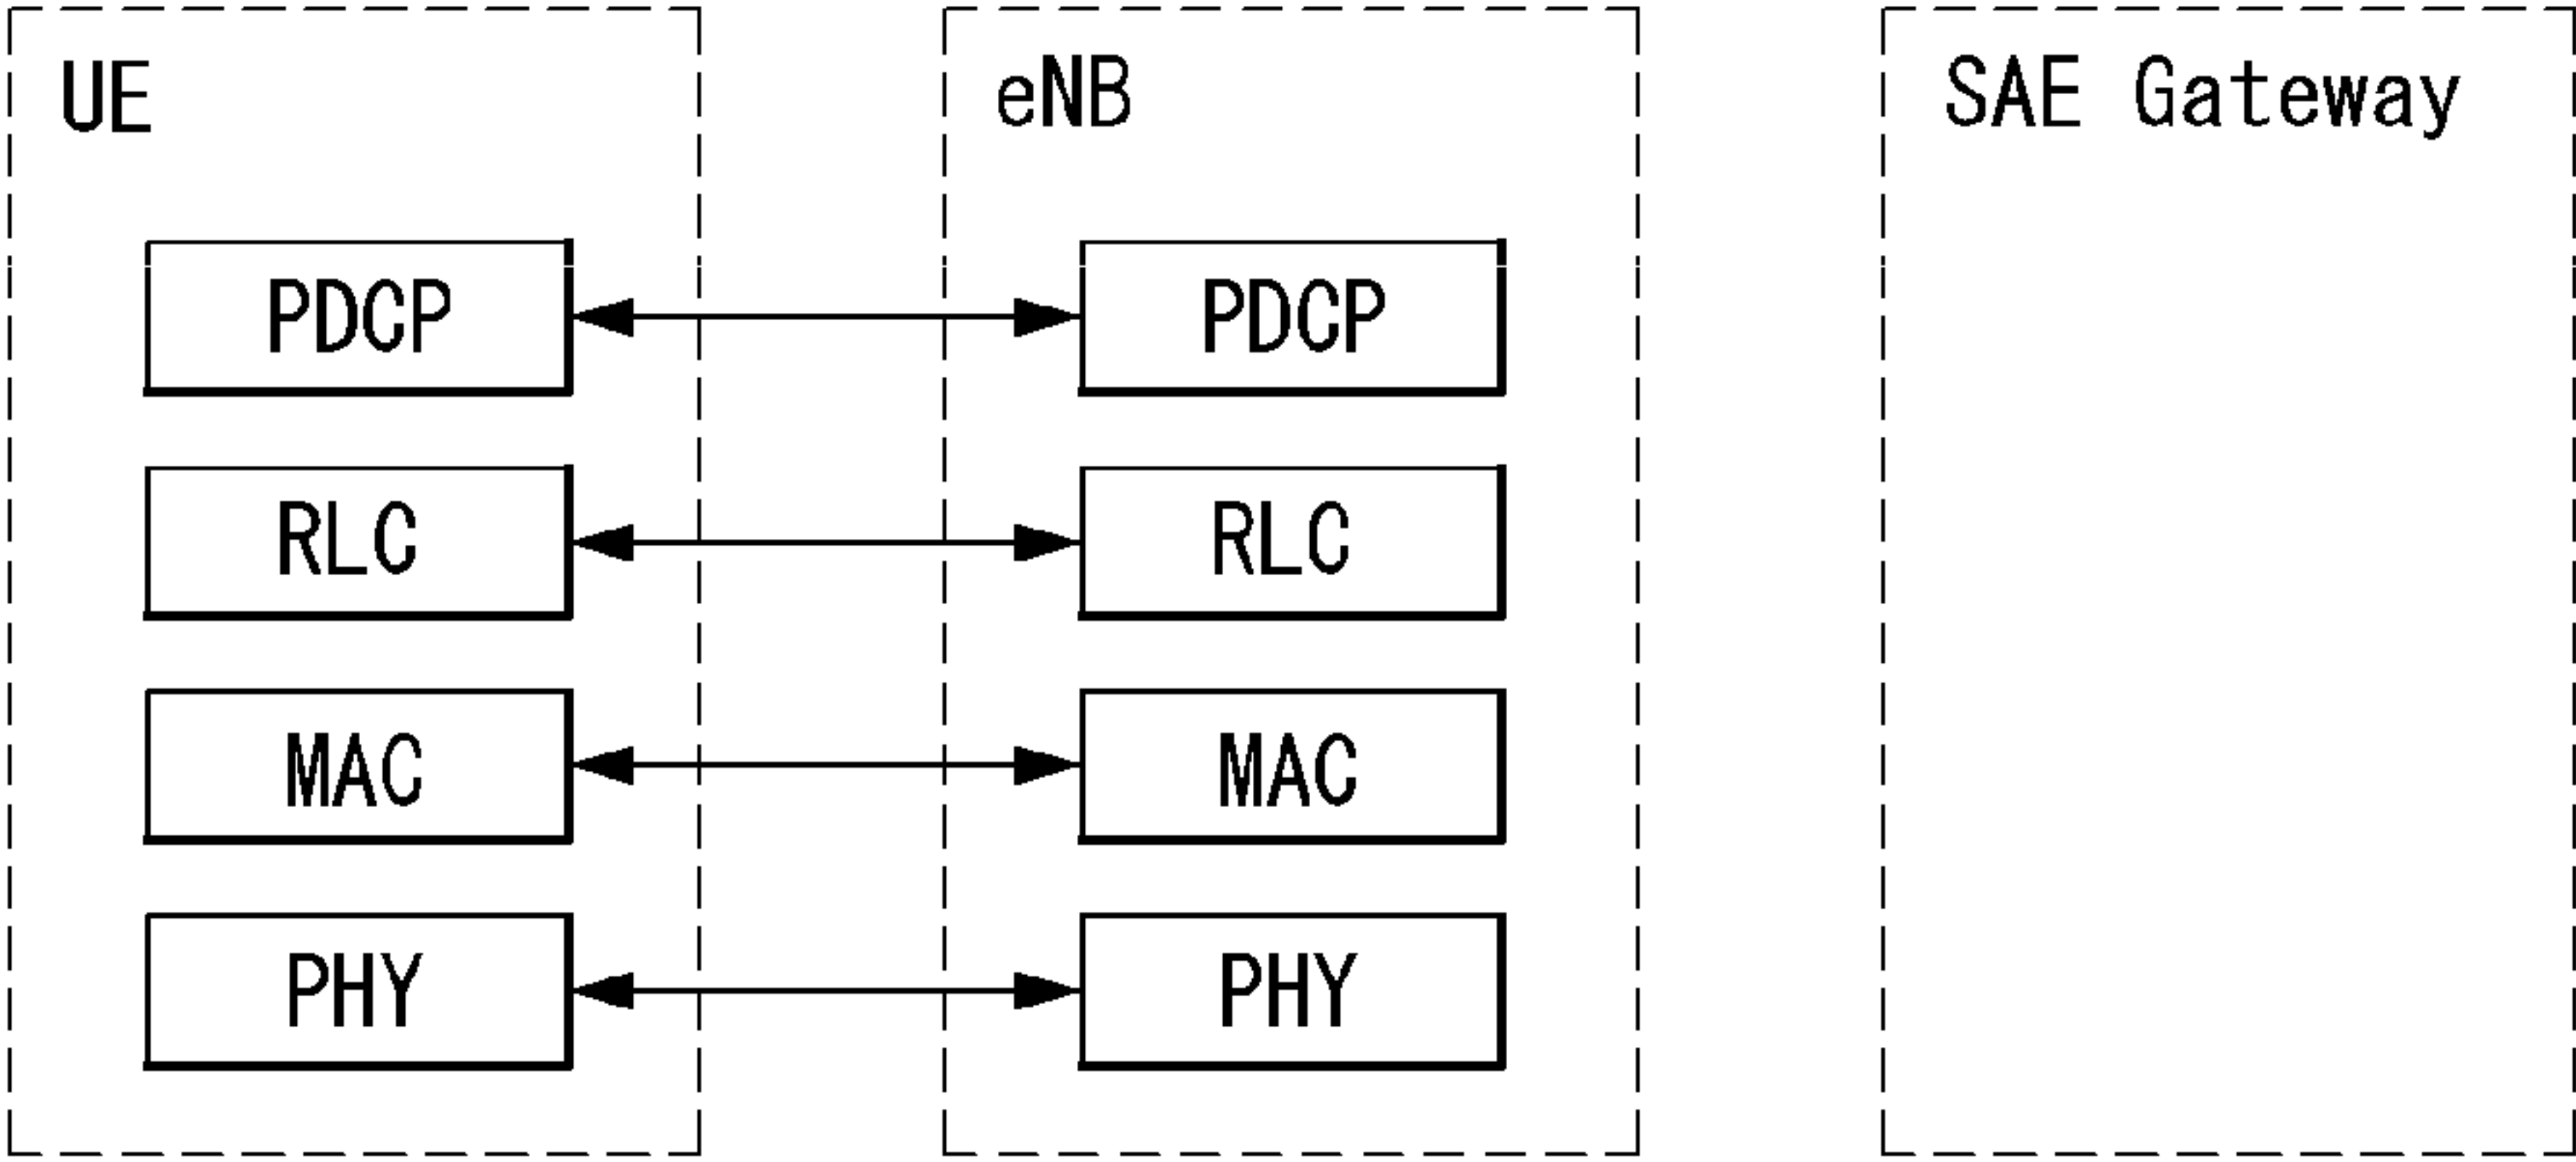 UE
eNB
SAE Gateway
PDCP
PDCP
RLC
RLC
MAC
MAC
PHY
PHY